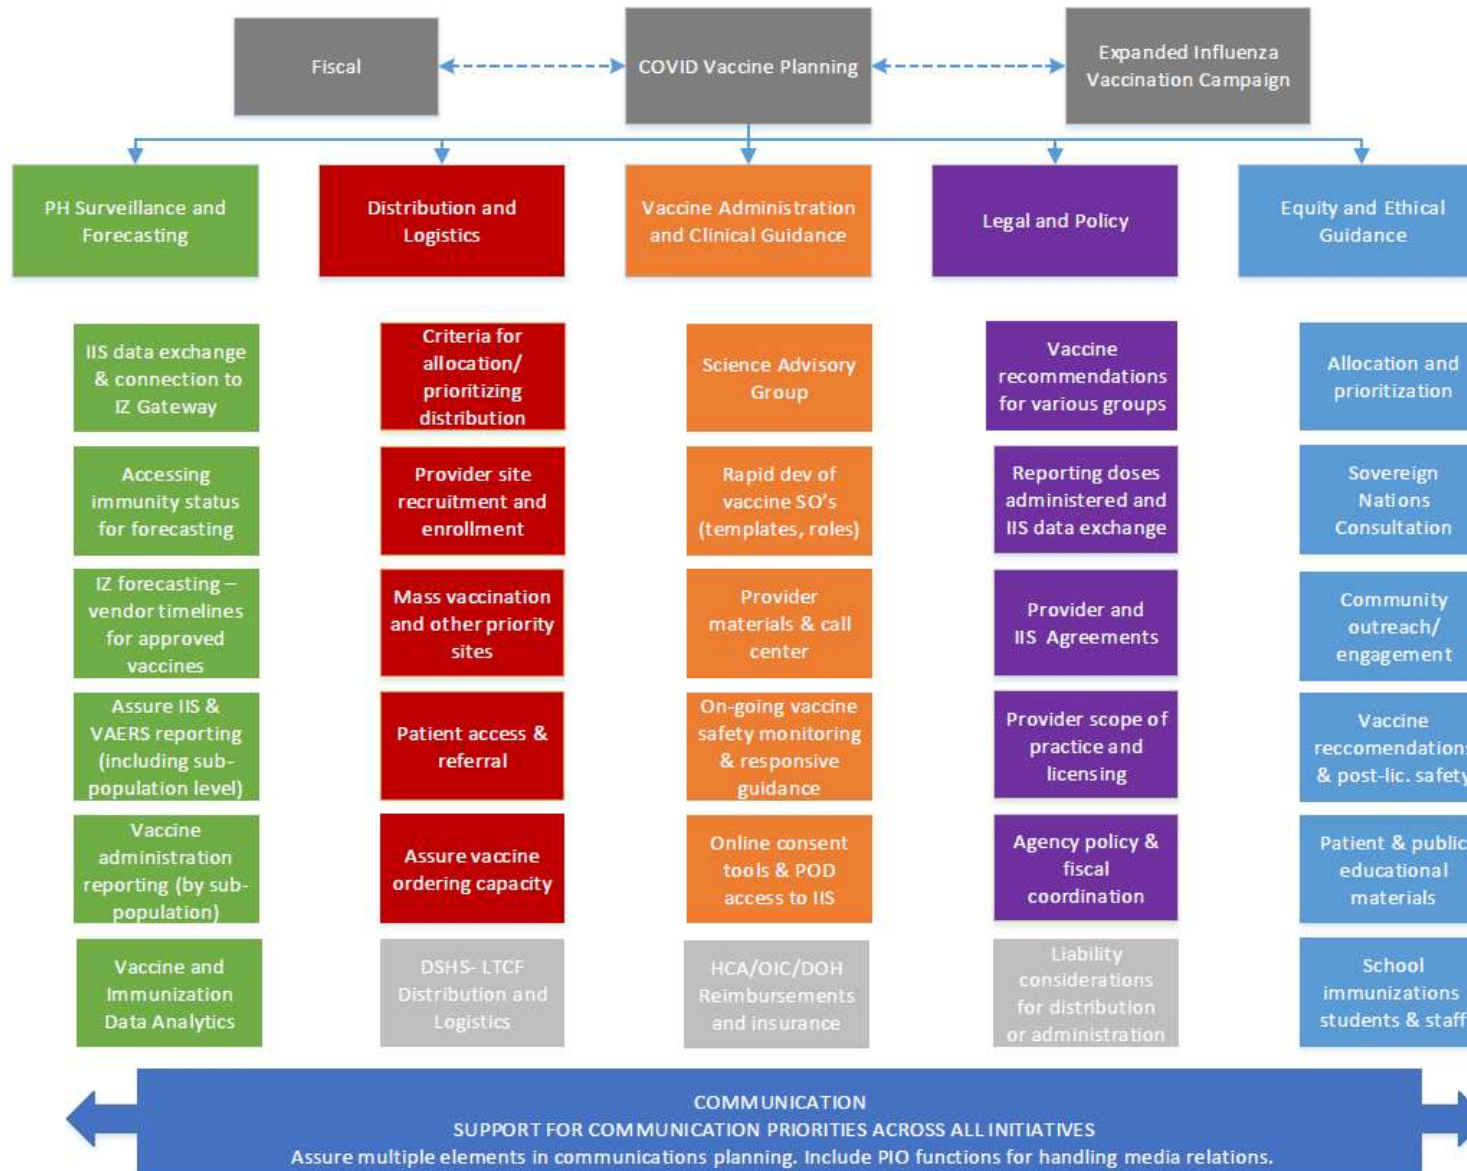 Fiscal
COVID Vaccine Planning
Expanded Influenza
Vaccination Campaign
PH Surveillance and
Forecasting
Distribution and
Logistics
Vaccine Administration
and Clinical Guidance
Legal and Policy
Equity and Ethical
Guidance
IIS data exchange
& connection to
IZ Gateway
Criteria for
allocation/
prioritizing
distribution
Science Advisory
Group
Vaccine
recommendations
for various groups
Allocation and
prioritization
Accessing
immunity status
for forecasting
Provider site
recruitment and
enrollment
Rapid dev of
vaccine SO's
(templates, roles)
Reporting doses
administered and
IIS data exchange
Sovereign
Nations
Consultation
IZ forecasting –
vendor timelines
for approved
vaccines
Mass vaccination
and other priority
sites
Provider
materials & call
center
Provider and
IIS Agreements
Community
outreach/
engagement
Assure IIS &
VAERS reporting
(including sub-
population level)
Patient access &
referral
On-going vaccine
safety monitoring
& responsive
guidance
Provider scope of
practice and
licensing
Vaccine
reccomendations
& post-lic. safety
Vaccine
administration
reporting (by sub-
population)
Assure vaccine
ordering capacity
Online consent
tools & POD
access to IIS
Agency policy &
fiscal
coordination
Patient & public
educational
materials
Vaccine and
Immunization
Data Analytics
DSHS- LTCF
Distribution and
Logistics
HCA/OIC/DOH
Reimbursements
and insurance
Liability
considerations
for distribution
or administration
School
immunizations
students & staff
COMMUNICATION
SUPPORT FOR COMMUNICATION PRIORITIES ACROSS ALL INITIATIVES
Assure multiple elements in communications planning. Include PIO functions for handling media relations.